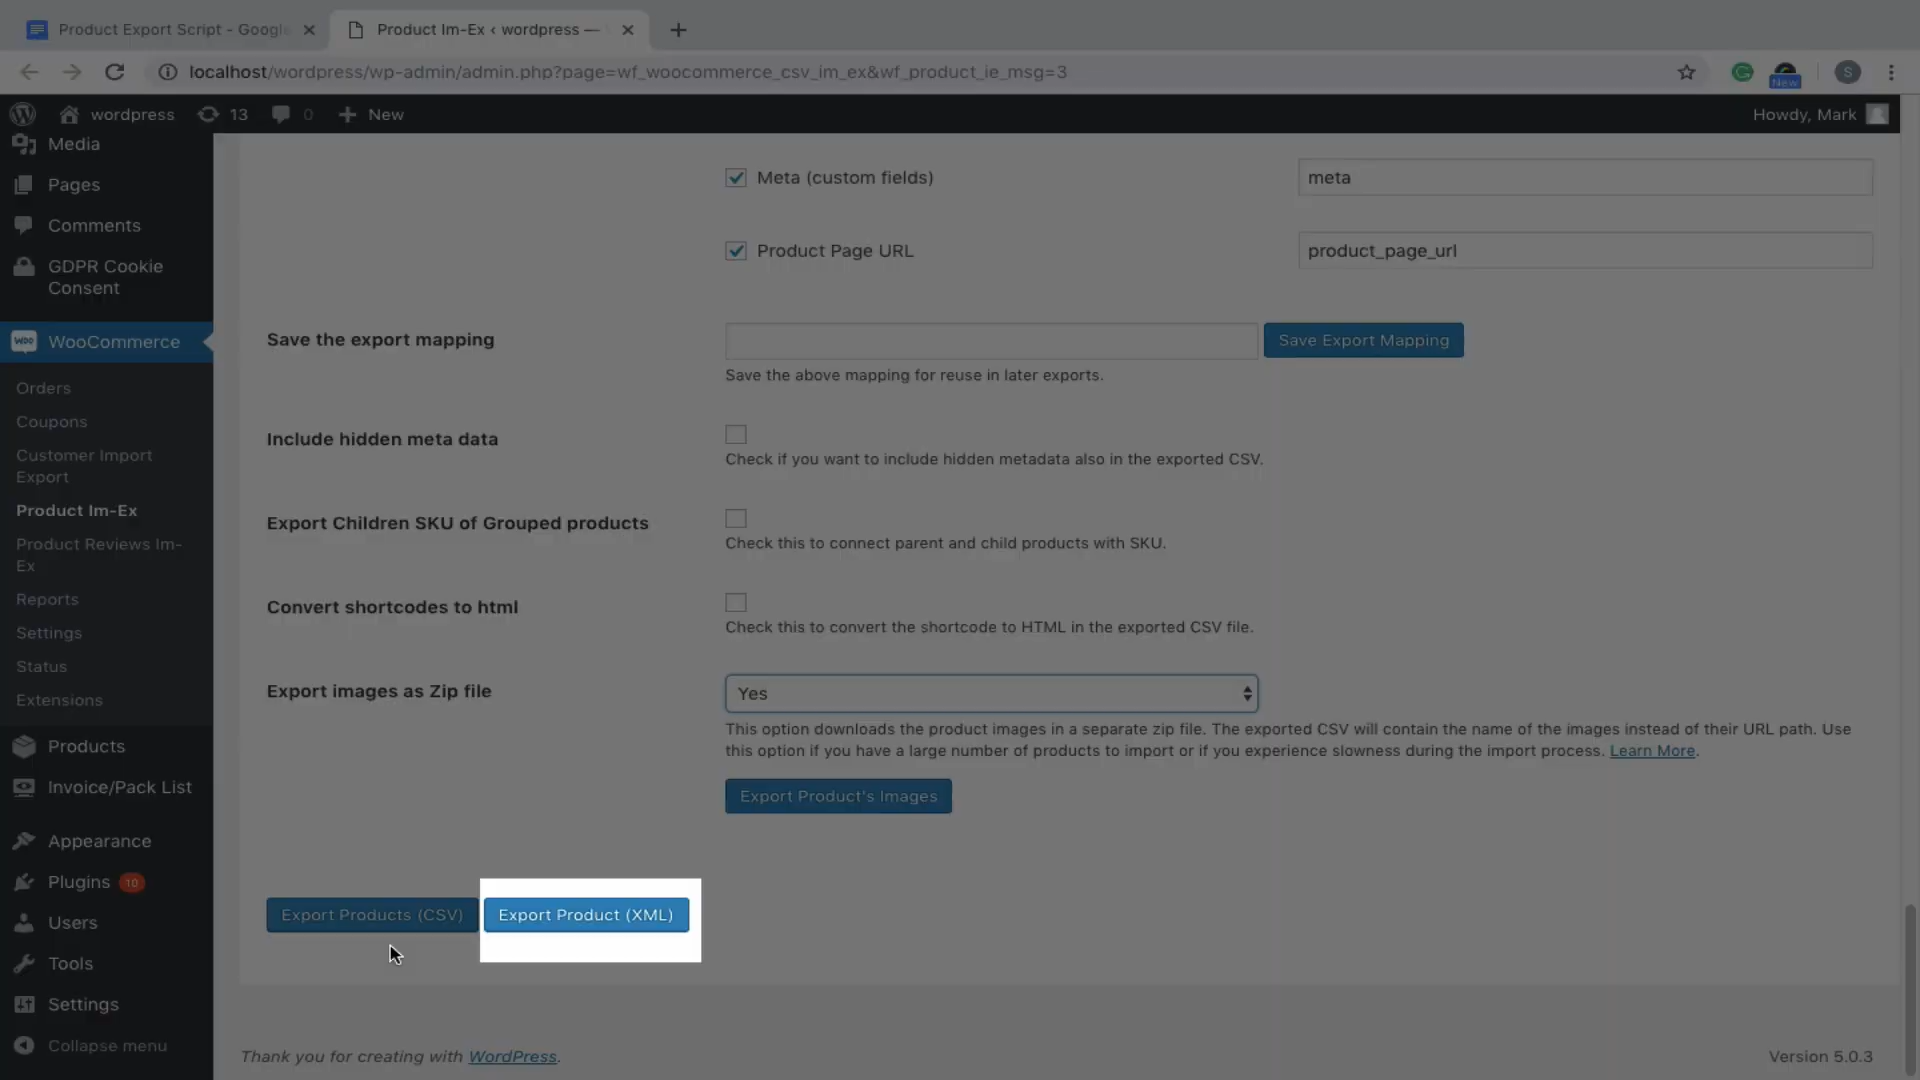 Product Export Script - Google
Product Im-Ex ‹ wordpress —
localhost/wordpress/wp-admin/admin.php?page=wf_woocommerce_csv_im_ex&wf_product_ie_msg=3
New
S
wordpress
13
0
New
Howdy, Mark
Media
Pages
Comments
GDPR Cookie
Consent
WooCommerce
Orders
Coupons
Customer Import
Export
Product Im-Ex
Product Reviews Im-
Ex
Reports
Settings
Status
Extensions
Products
Invoice/Pack List
Appearance
Plugins 10
Users
Tools
Settings
Collapse menu
Meta (custom fields)
meta
Product Page URL
product_page_url
Save the export mapping
Save Export Mapping
Save the above mapping for reuse in later exports.
Include hidden meta data
Check if you want to include hidden metadata also in the exported CSV.
Export Children SKU of Grouped products
Check this to connect parent and child products with SKU.
Convert shortcodes to html
Check this to convert the shortcode to HTML in the exported CSV file.
Export images as Zip file
Yes
This option downloads the product images in a separate zip file. The exported CSV will contain the name of the images instead of their URL path. Use
this option if you have a large number of products to import or if you experience slowness during the import process. Learn More.
Export Product's Images
Export Products (CSV)
Export Product (XML)
Thank you for creating with WordPress.
Version 5.0.3